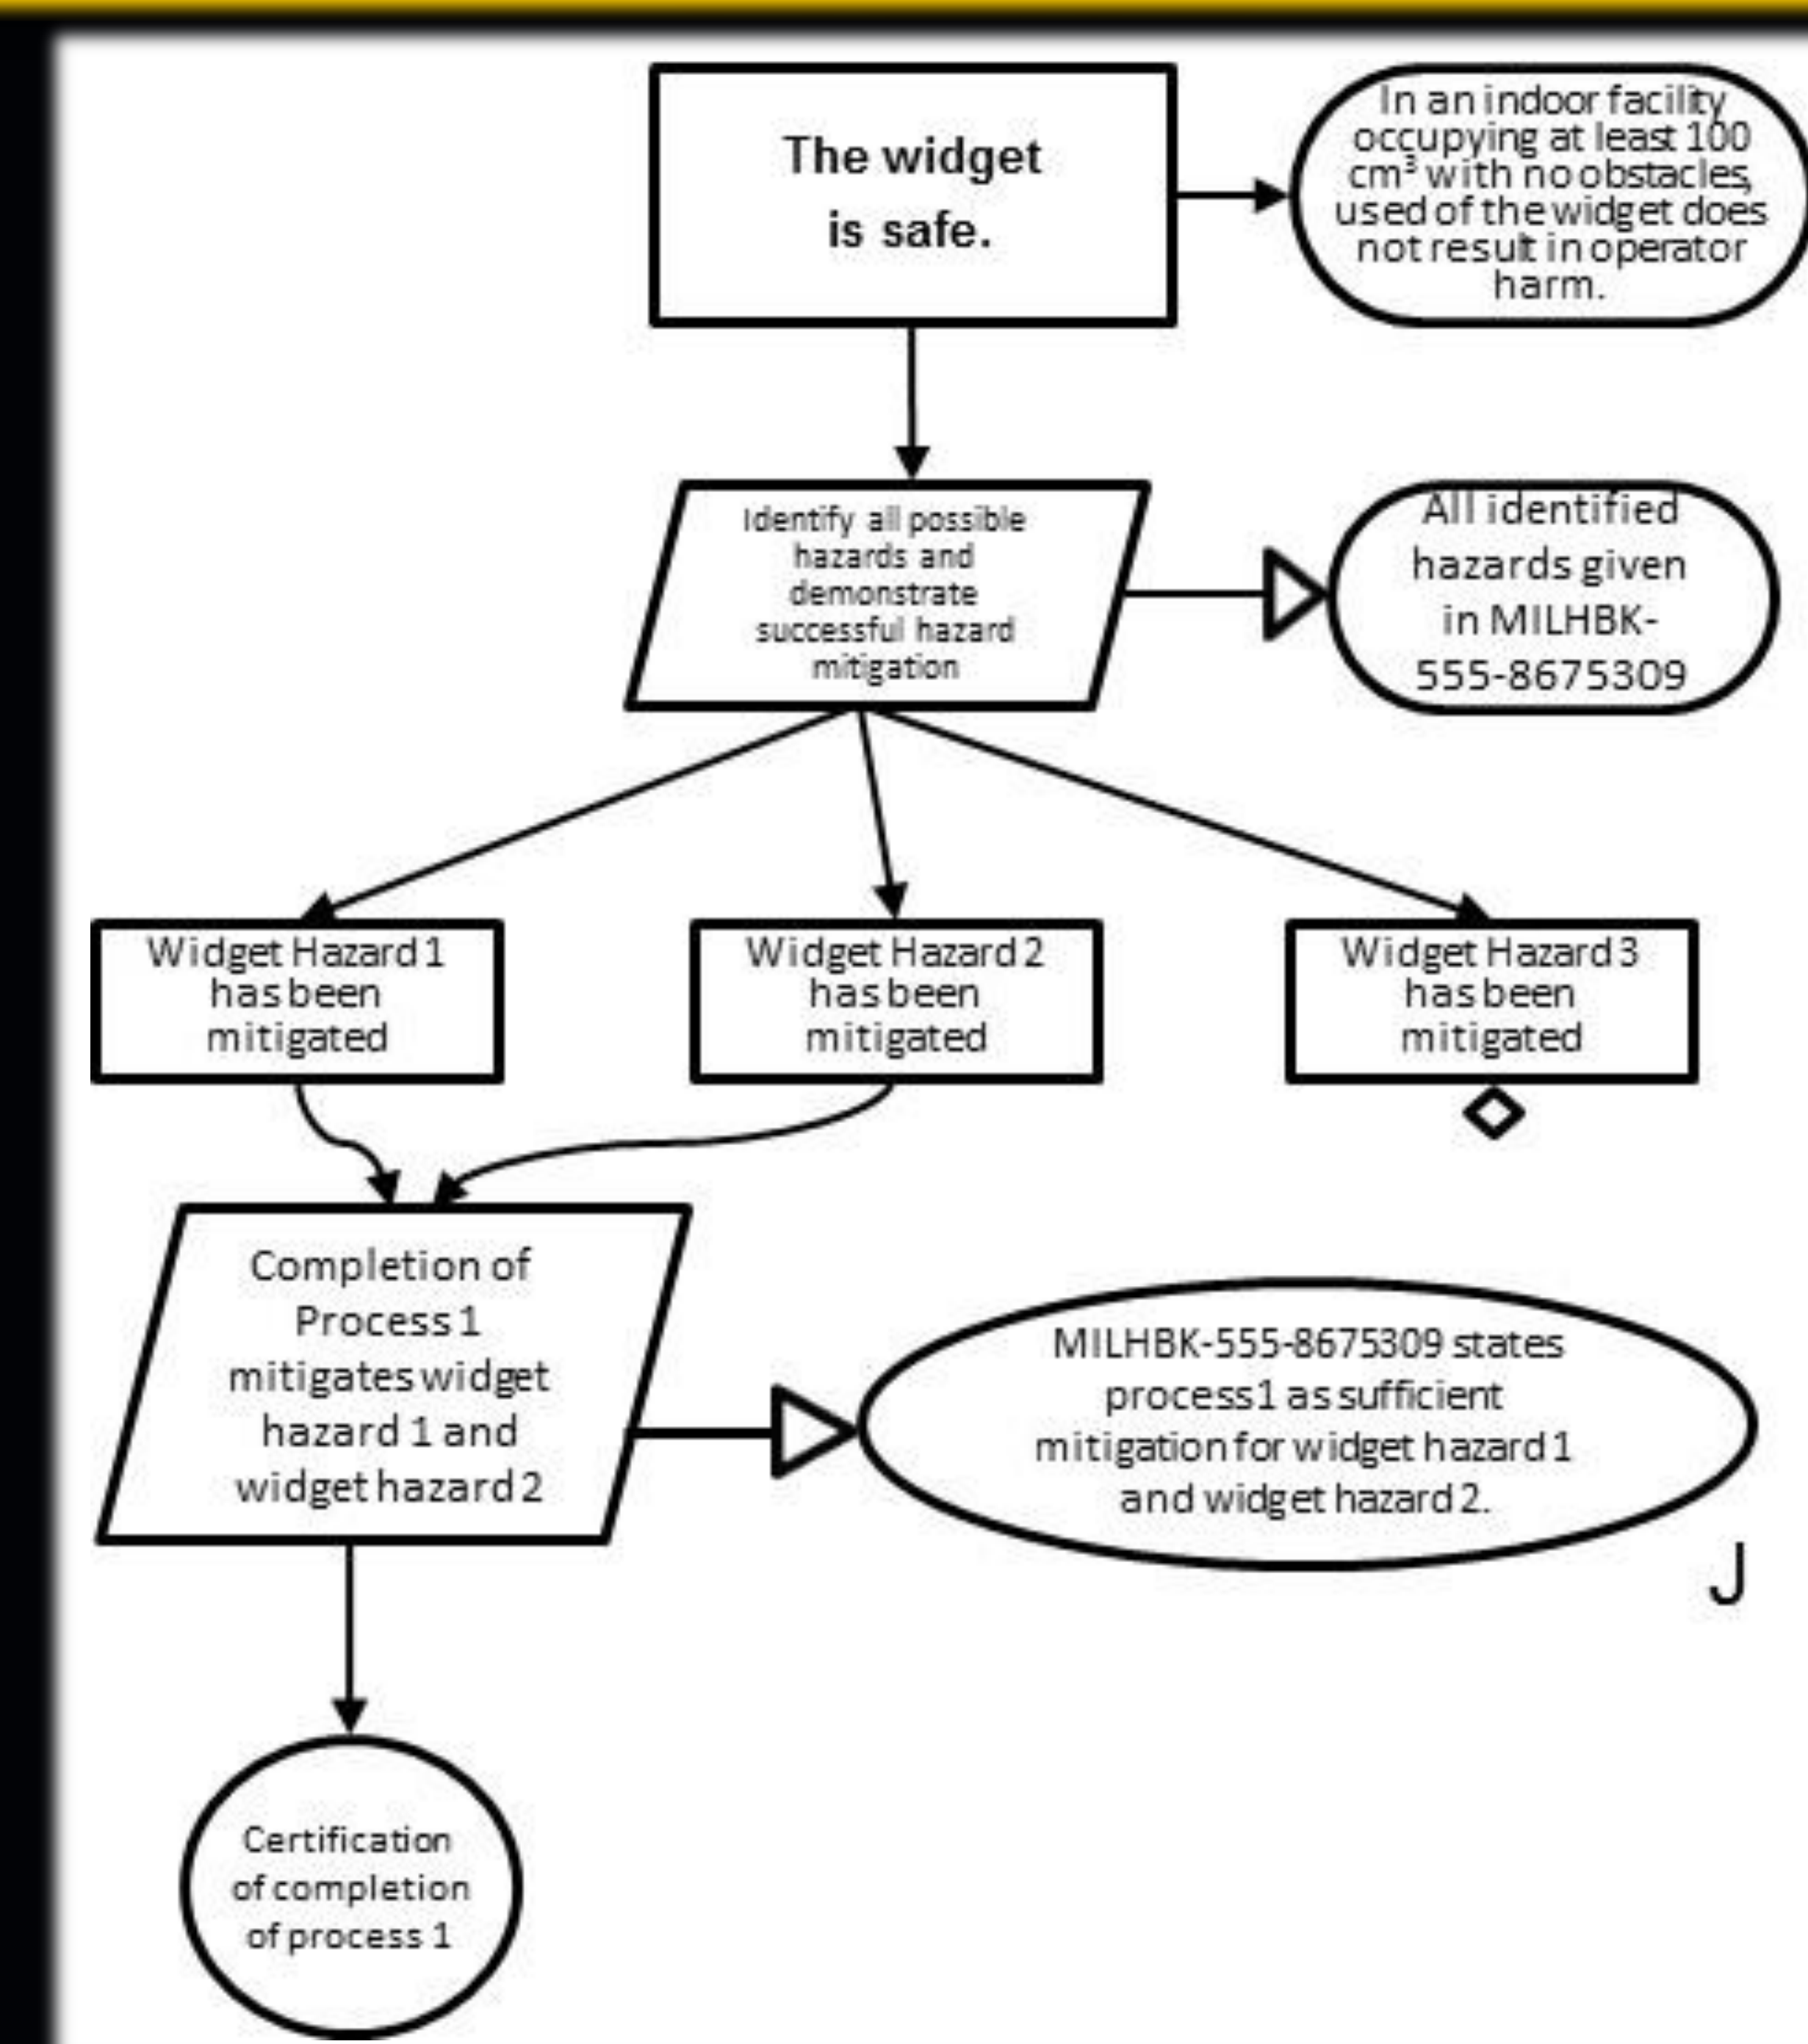 The widget
is safe.
In an indoor facility
occupying at least 100
cm³ with no obstacles,
used of the widget does
not result in operator
harm.
Identify all possible
hazards and
demonstrate
successful hazard
mitigation
All identified
hazards given
in MILHBK-
555-8675309
Widget Hazard 1
has been
mitigated
Widget Hazard 2
has been
mitigated
Widget Hazard 3
has been
mitigated
Completion of
Process 1
mitigates widget
hazard 1 and
widget hazard 2
MILHBK-555-8675309 states
process1 as sufficient
mitigation for widget hazard 1
and widget hazard 2.
J
Certification
of completion
of process 1